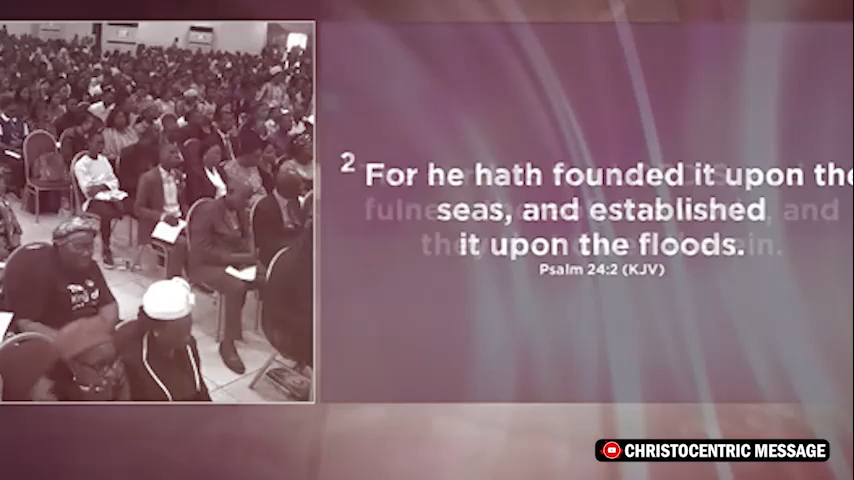 2 For he hath founded it upon the
seas, and established
it upon the floods.
Psalm 24:2 (KJV)
CHRISTOCENTRIC MESSAGE